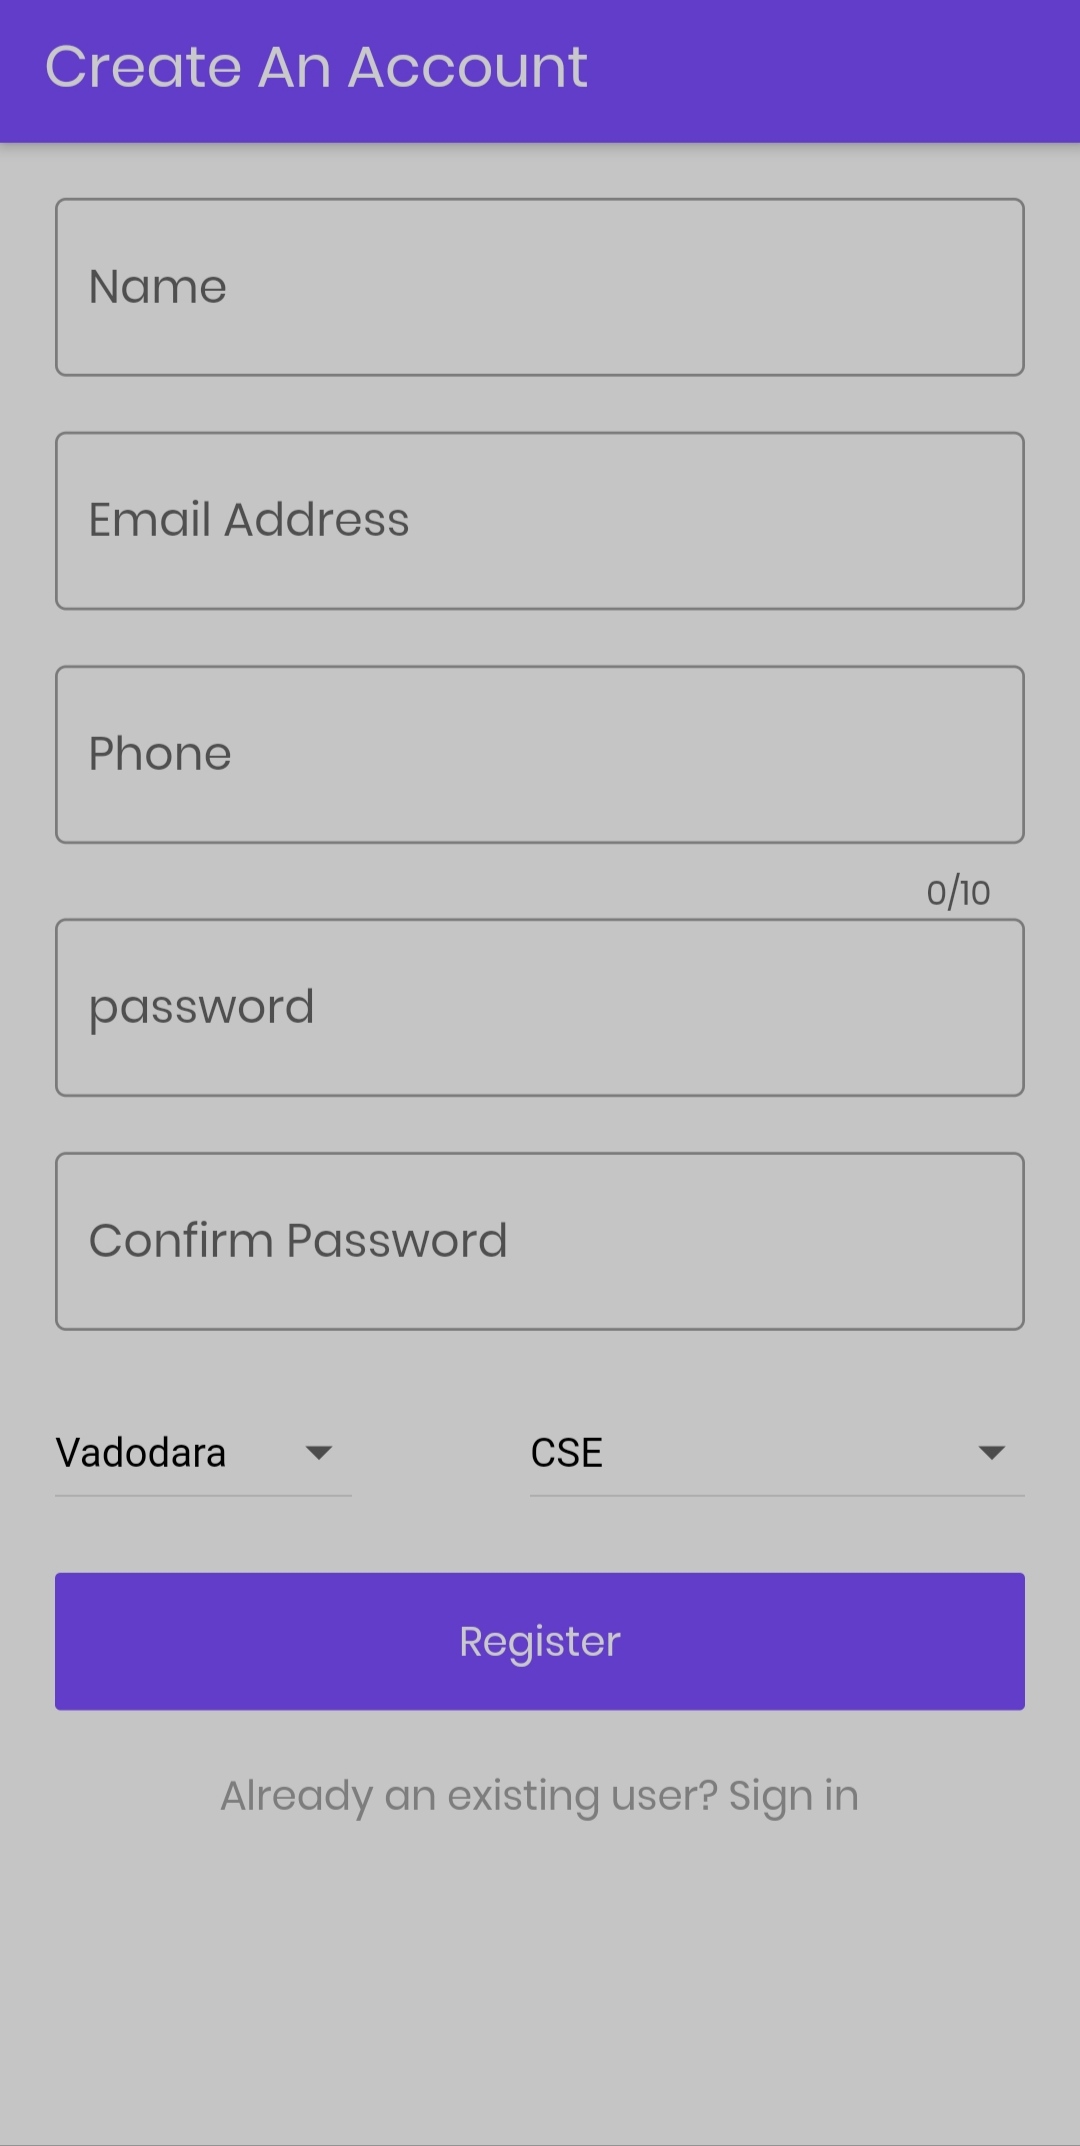 Create An Account
Name
Email Address
Phone
0/10
password
Confirm Password
Vadodara CSE
Register
Already an existing user? Sign in